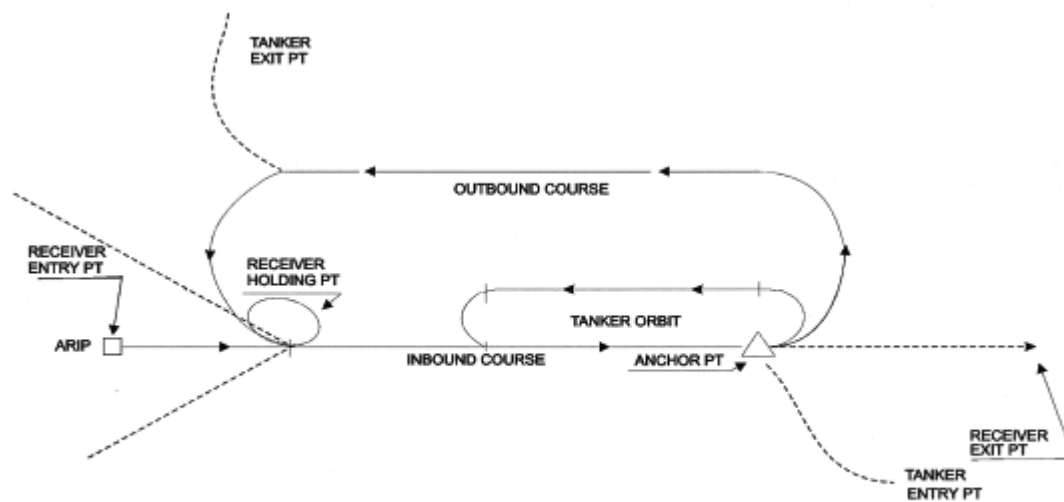 TANKER
EXIT PT
OUTBOUND COURSE
RECEIVER
ENTRY PT
RECEIVER
HOLDING PT
TANKER ORBIT
ARIP
INBOUND COURSE
ANCHOR PT
RECEIVER
EXIT PT
TANKER
ENTRY PT